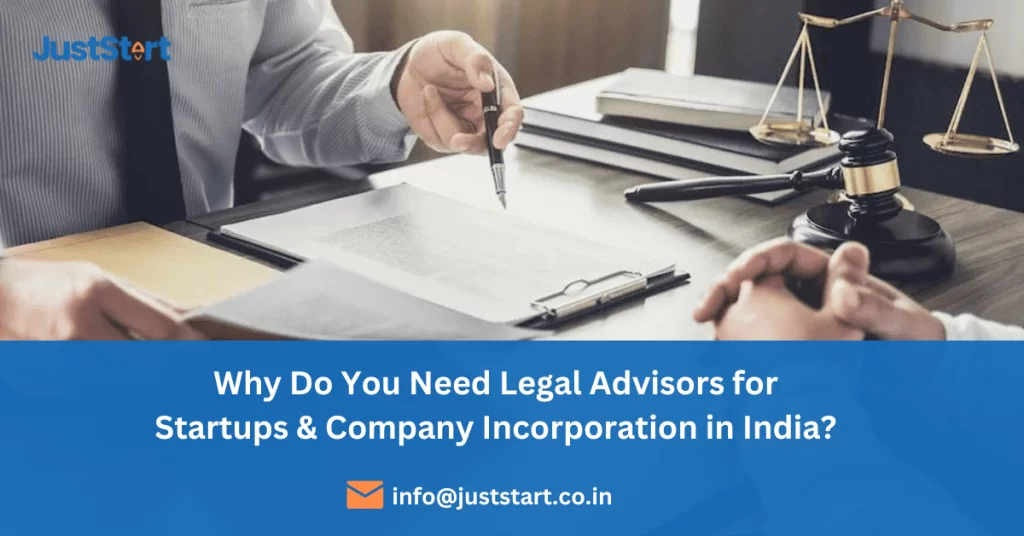 JustStart
Why Do You Need Legal Advisors for
Startups & Company Incorporation in India?
info@juststart.co.in